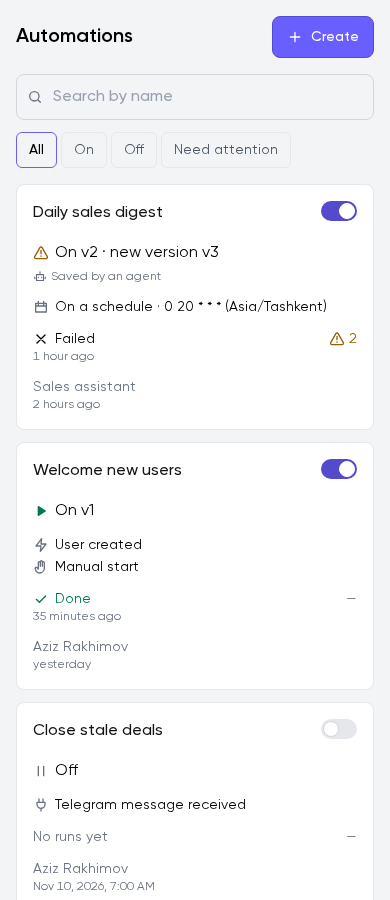 Automations
Create
Search by name
All
On
Off
Need attention
Daily sales digest
On v2 · new version v3
Saved by an agent
On a schedule · 0 20 * * * (Asia/Tashkent)
Failed
2
1 hour ago
Sales assistant
2 hours ago
Welcome new users
On v1
User created
Manual start
Done
—
35 minutes ago
Aziz Rakhimov
yesterday
Close stale deals
Off
Telegram message received
No runs yet
—
Aziz Rakhimov
Nov 10, 2026, 7:00 AM